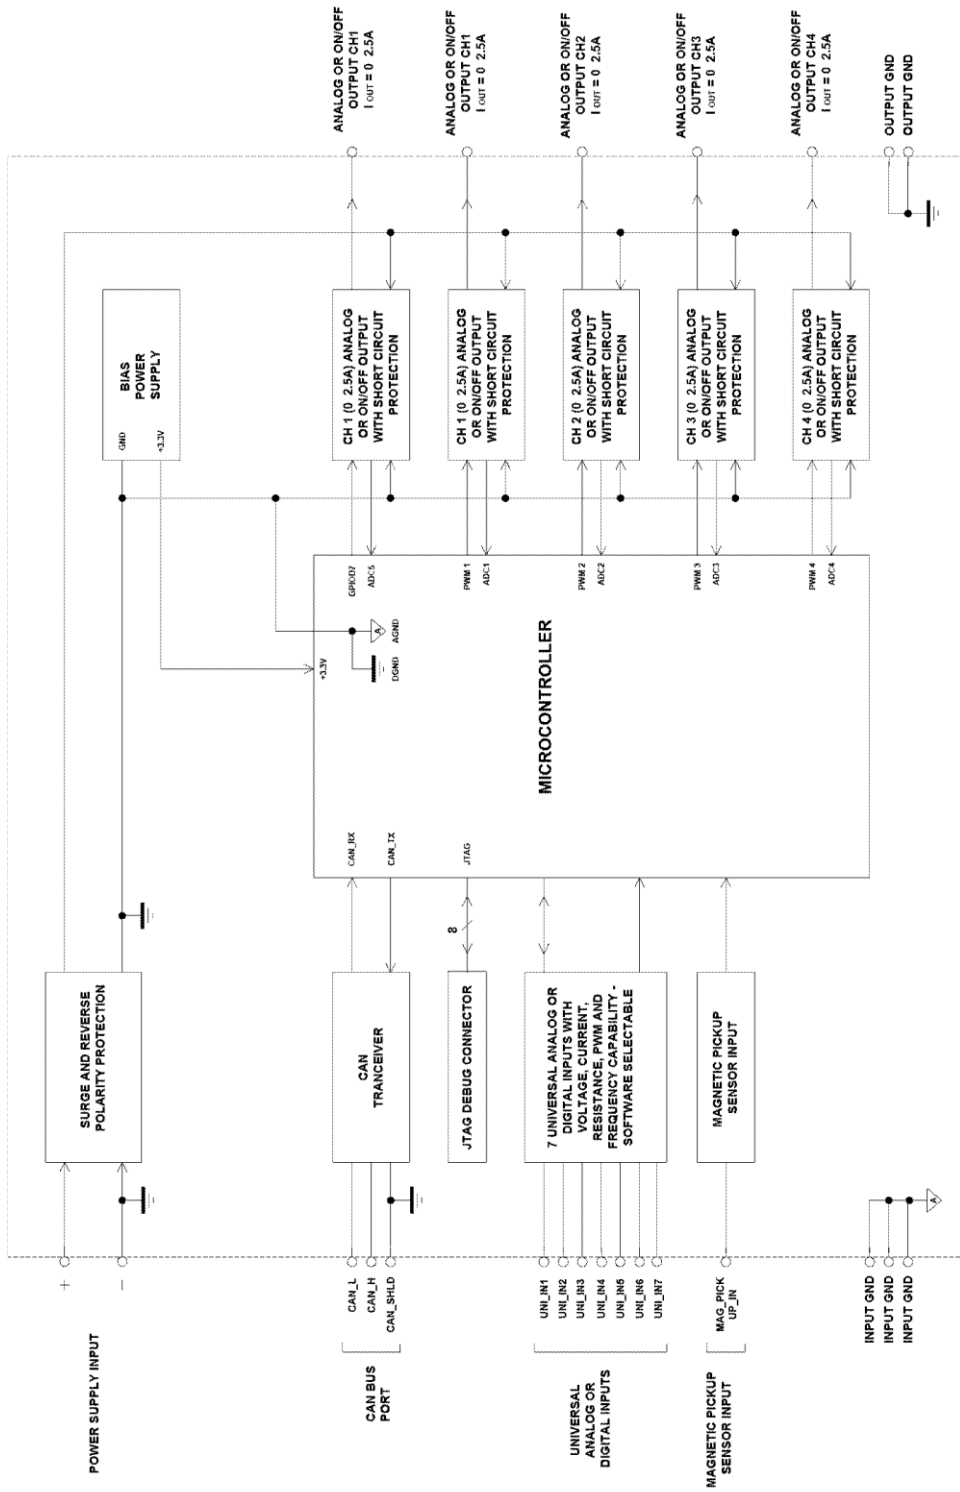 POWER SUPPLY INPUT
+
–
SURGE AND REVERSE
POLARITY PROTECTION
GND
+3.3V
BIAS
POWER
SUPPLY
CAN BUS
PORT
CAN_L
CAN_H
CAN_SHLD
CAN
TRANCEIVER
CAN_RX
CAN_TX
JTAG DEBUG CONNECTOR
8
JTAG
UNIVERSAL
ANALOG OR
DIGITAL INPUTS
UNI_IN1
UNI_IN2
UNI_IN3
UNI_IN4
UNI_IN5
UNI_IN6
UNI_IN7
7 UNIVERSAL ANALOG OR
DIGITAL INPUTS WITH
VOLTAGE, CURRENT,
RESISTANCE, PWM AND
FREQUENCY CAPABILITY -
SOFTWARE SELECTABLE
MAGNETIC PICKUP
SENSOR INPUT
MAG_PICK
UP_IN
MAGNETIC PICKUP
SENSOR INPUT
INPUT GND
INPUT GND
INPUT GND
A
MICROCONTROLLER
+3.3V
DGND
AGND
A
GPIOD7
ADC5
PWM 1
ADC1
PWM 2
ADC2
PWM 3
ADC3
PWM 4
ADC4
CH 1 (0 2.5A) ANALOG
OR ON/OFF OUTPUT
WITH SHORT CIRCUIT
PROTECTION
CH 1 (0 2.5A) ANALOG
OR ON/OFF OUTPUT
WITH SHORT CIRCUIT
PROTECTION
CH 2 (0 2.5A) ANALOG
OR ON/OFF OUTPUT
WITH SHORT CIRCUIT
PROTECTION
CH 3 (0 2.5A) ANALOG
OR ON/OFF OUTPUT
WITH SHORT CIRCUIT
PROTECTION
CH 4 (0 2.5A) ANALOG
OR ON/OFF OUTPUT
WITH SHORT CIRCUIT
PROTECTION
ANALOG OR ON/OFF
OUTPUT CH1
I OUT = 0 2.5A
ANALOG OR ON/OFF
OUTPUT CH1
I OUT = 0 2.5A
ANALOG OR ON/OFF
OUTPUT CH2
I OUT = 0 2.5A
ANALOG OR ON/OFF
OUTPUT CH3
I OUT = 0 2.5A
ANALOG OR ON/OFF
OUTPUT CH4
I OUT = 0 2.5A
OUTPUT GND
OUTPUT GND